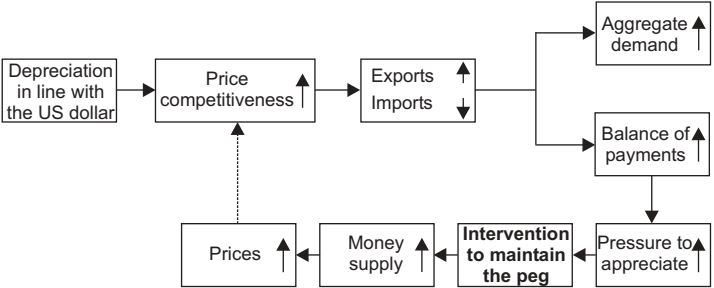 Depreciation
in line with
the US dollar
Price
competitiveness
Exports
Imports
Aggregate
demand
Balance of
payments
Pressure to
appreciate
Intervention
to maintain
the peg
Money
supply
Prices